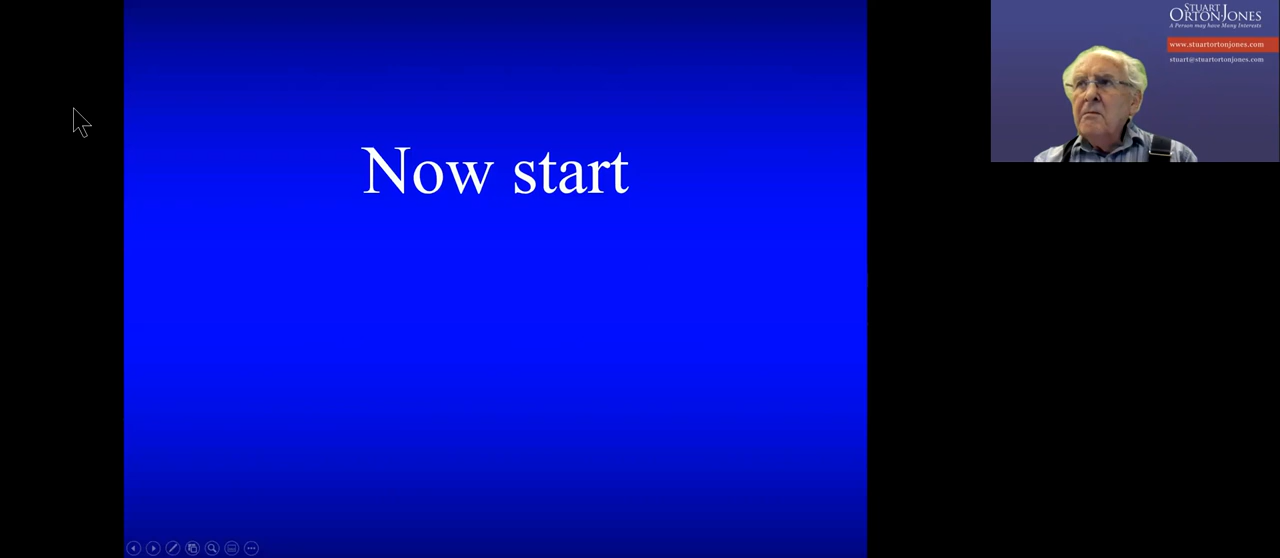 Now start
STUART
ORTON-JONES
A Person may have Many Interests
www.stuartortonjones.com
stuart@stuartortonjones.com